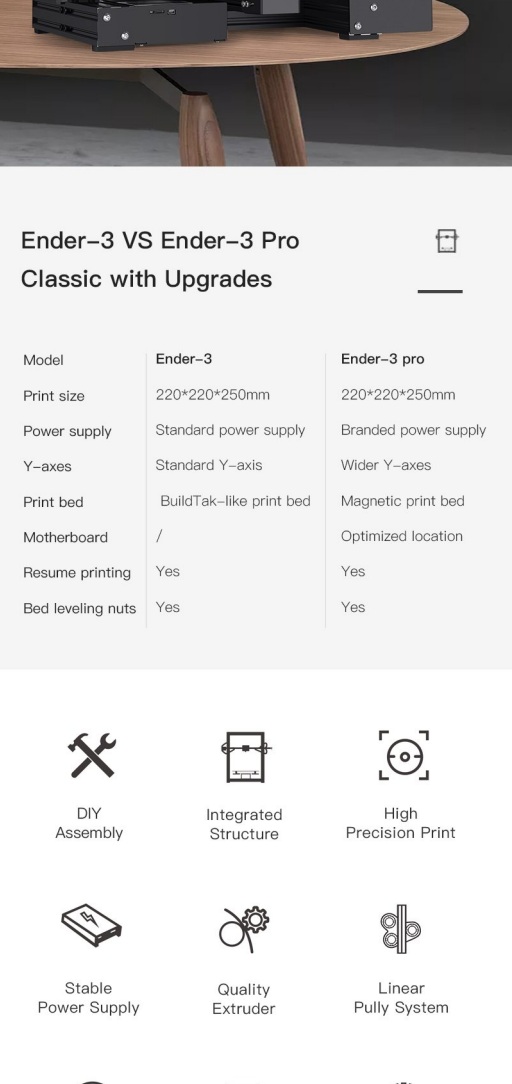 Ender-3 VS Ender-3 Pro
Classic with Upgrades
Model Ender-3 Ender-3 pro
Print size 220*220*250mm 220*220*250mm
Power supply Standard power supply Branded power supply
Y-axes Standard Y-axis Wider Y-axes
Print bed BuildTak-like print bed Magnetic print bed
Motherboard / Optimized location
Resume printing Yes Yes
Bed leveling nuts Yes Yes
DIY
Assembly
Integrated
Structure
High
Precision Print
Stable
Power Supply
Quality
Extruder
Linear
Pully System